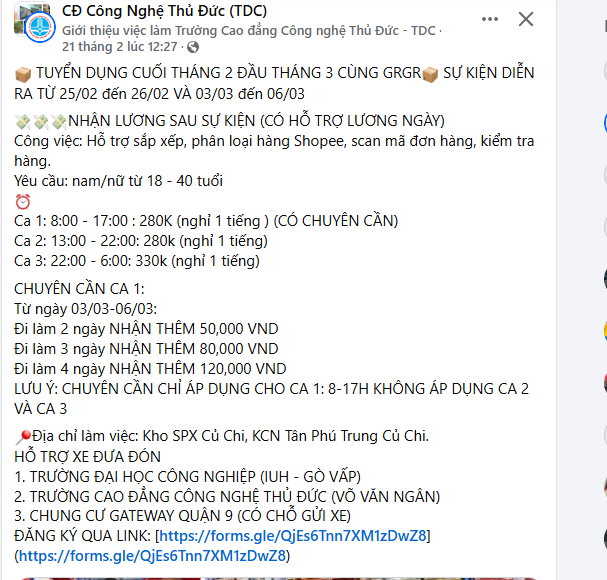 CĐ Công Nghệ Thủ Đức (TDC)
Giới thiệu việc làm Trường Cao đẳng Công nghệ Thủ Đức - TDC ·
21 tháng 2 lúc 12:27 ·
📦 TUYỂN DỤNG CUỐI THÁNG 2 ĐẦU THÁNG 3 CÙNG GRGR📦 SỰ KIỆN DIỄN
RA TỪ 25/02 đến 26/02 VÀ 03/03 đến 06/03
💸💸💸NHẬN LƯƠNG SAU SỰ KIỆN (CÓ HỖ TRỢ LƯƠNG NGÀY)
Công việc: Hỗ trợ sắp xếp, phân loại hàng Shopee, scan mã đơn hàng, kiểm tra
hàng.
Yêu cầu: nam/nữ từ 18 - 40 tuổi
⏰
Ca 1: 8:00 - 17:00 : 280K (nghỉ 1 tiếng ) (CÓ CHUYÊN CẦN)
Ca 2: 13:00 - 22:00: 280k (nghỉ 1 tiếng)
Ca 3: 22:00 - 6:00: 330k (nghỉ 1 tiếng)
CHUYÊN CẦN CA 1:
Từ ngày 03/03-06/03:
Đi làm 2 ngày NHẬN THÊM 50,000 VND
Đi làm 3 ngày NHẬN THÊM 80,000 VND
Đi làm 4 ngày NHẬN THÊM 120,000 VND
LƯU Ý: CHUYÊN CẦN CHỈ ÁP DỤNG CHO CA 1: 8-17H KHÔNG ÁP DỤNG CA 2
VÀ CA 3
📍Địa chỉ làm việc: Kho SPX Củ Chi, KCN Tân Phú Trung Củ Chi.
HỖ TRỢ XE ĐƯA ĐÓN
1. TRƯỜNG ĐẠI HỌC CÔNG NGHIỆP (IUH - GÒ VẤP)
2. TRƯỜNG CAO ĐẲNG CÔNG NGHỆ THỦ ĐỨC (VÕ VĂN NGÂN)
3. CHUNG CƯ GATEWAY QUẬN 9 (CÓ CHỖ GỬI XE)
ĐĂNG KÝ QUA LINK: [https://forms.gle/QjEs6Tnn7XM1zDwZ8]
(https://forms.gle/QjEs6Tnn7XM1zDwZ8)